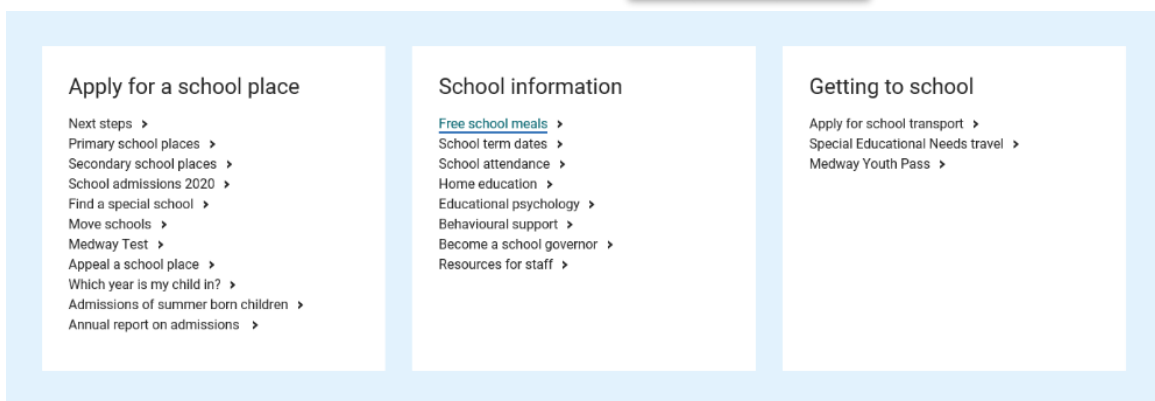 Apply for a school place
Next steps
Primary school places
Secondary school places
School admissions 2020
Find a special school
Move schools
Medway Test
Appeal a school place
Which year is my child in?
Admissions of summer born children
Annual report on admissions
School information
Free school meals
School term dates
School attendance
Home education
Educational psychology
Behavioural support
Become a school governor
Resources for staff
Getting to school
Apply for school transport
Special Educational Needs travel
Medway Youth Pass